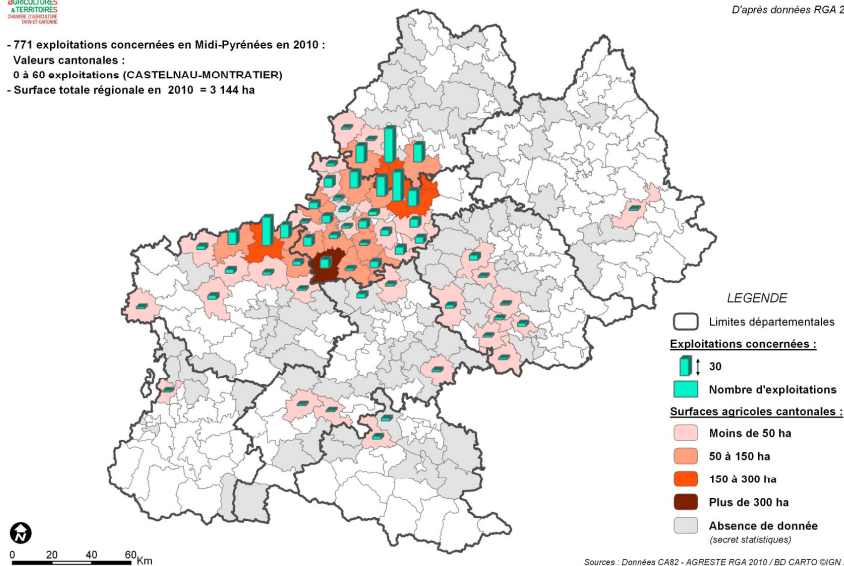 AGRICULTURES
& TERRITOIRES
CHAMBRE D'AGRICULTURE
TARN-ET-GARONNE
D'après données RGA 2
- 771 exploitations concernées en Midi-Pyrénées en 2010 :
Valeurs cantonales :
0 à 60 exploitations (CASTELNAU-MONTRATIER)
- Surface totale régionale en 2010 = 3 144 ha
LEGENDE
Limites départementales
Exploitations concernées :
30
Nombre d'exploitations
Surfaces agricoles cantonales :
Moins de 50 ha
50 à 150 ha
150 à 300 ha
Plus de 300 ha
Absence de donnée
(secret statistiques)
N
0 20 40 60 Km
Sources : Données CA82 - AGRESTE RGA 2010 / BD CARTO ©IGN